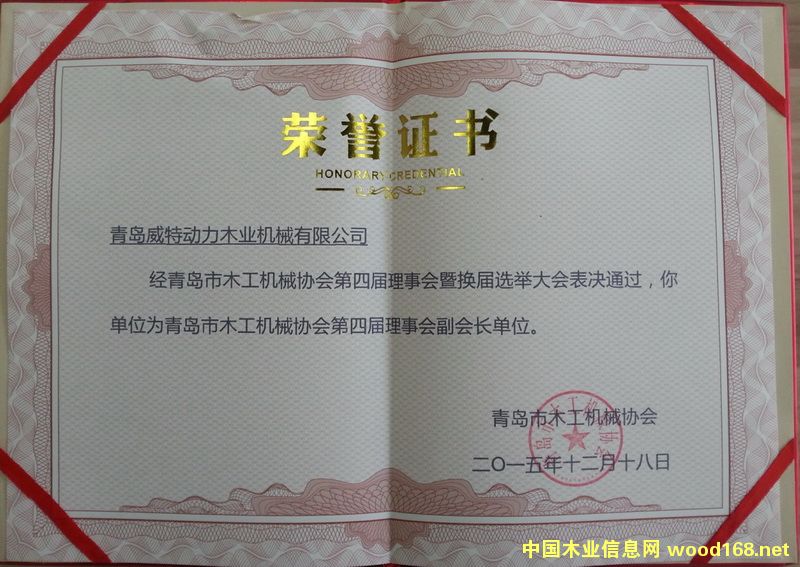 荣誉证书
HONORARY CREDENTIAL
青岛威特动力木业机械有限公司
经青岛市木工机械协会第四届理事会暨换届选举大会表决通过，你
单位为青岛市木工机械协会第四届理事会副会长单位。
青岛市木工机械协会
二〇一五年十二月十八日
中国木业信息网 wood168.net